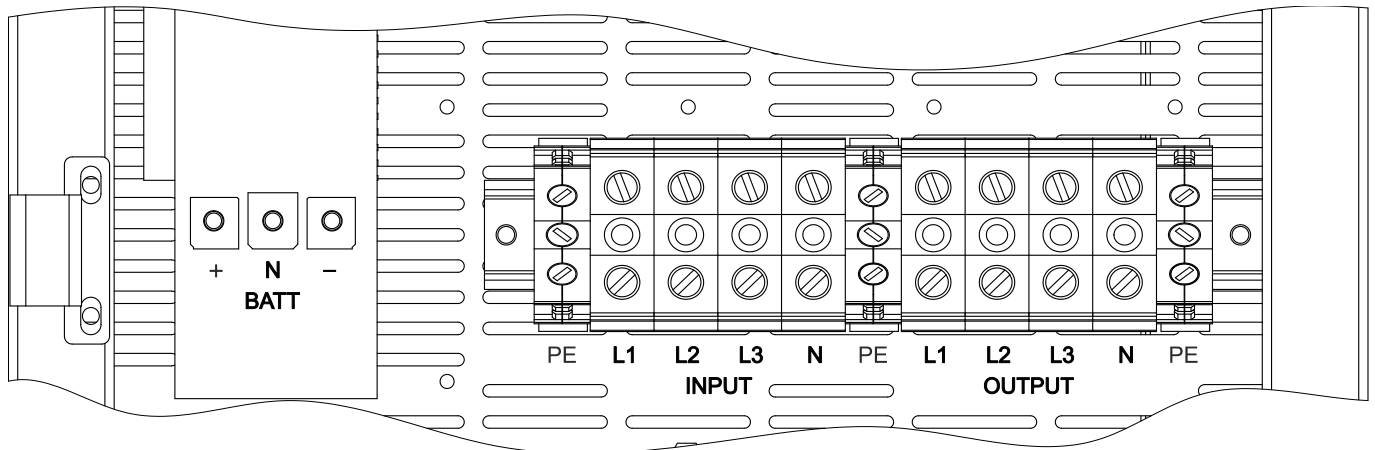 + N −
BATT
PE L1 L2 L3 N PE L1 L2 L3 N PE
INPUT OUTPUT